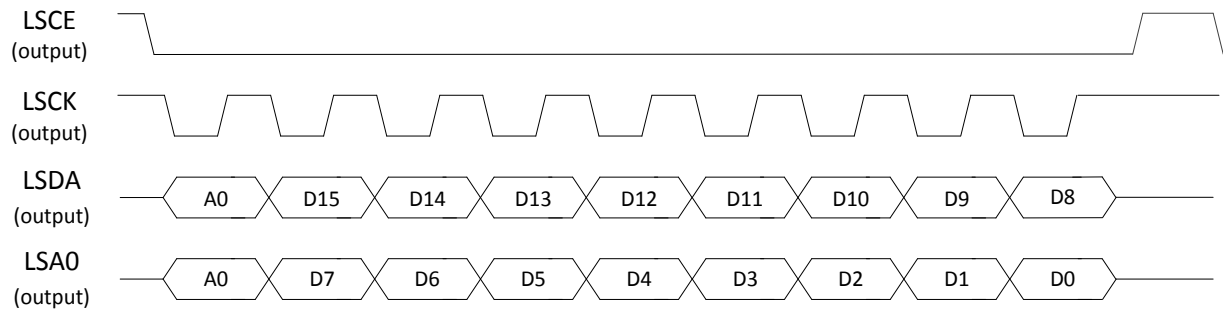 LSCE
(output)
LSCK
(output)
LSDA
(output)
A0 D15 D14 D13 D12 D11 D10 D9 D8
LSA0
(output)
A0 D7 D6 D5 D4 D3 D2 D1 D0